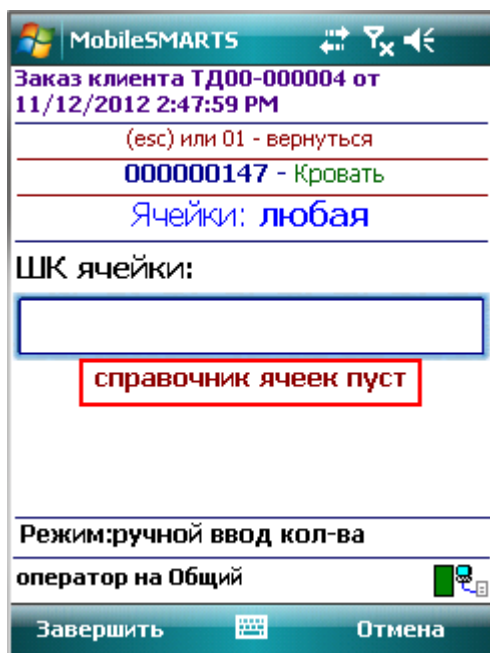 MobileSMARTS
Заказ клиента ТД00-000004 от
11/12/2012 2:47:59 PM
(esc) или 01 - вернуться
000000147 - Кровать
Ячейки: любая
ШК ячейки:
справочник ячеек пуст
Режим:ручной ввод кол-ва
оператор на Общий
Завершить Отмена